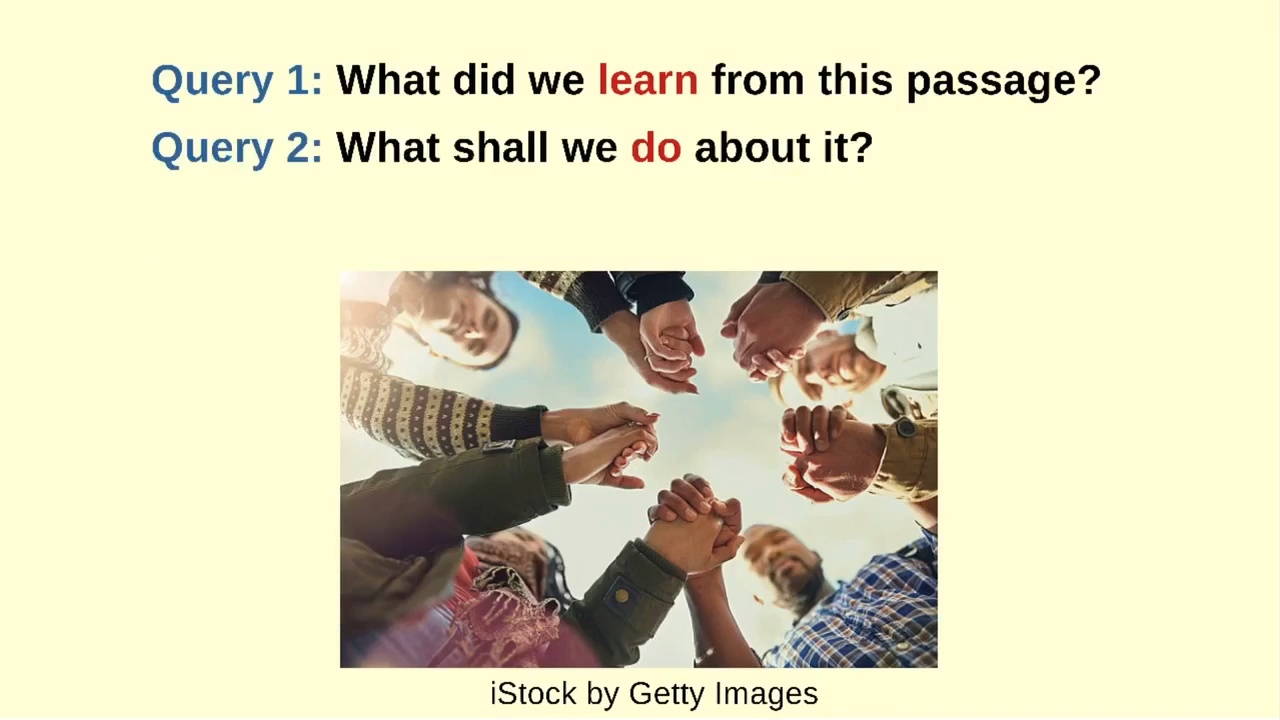 Query 1: What did we learn from this passage?
Query 2: What shall we do about it?
iStock by Getty Images